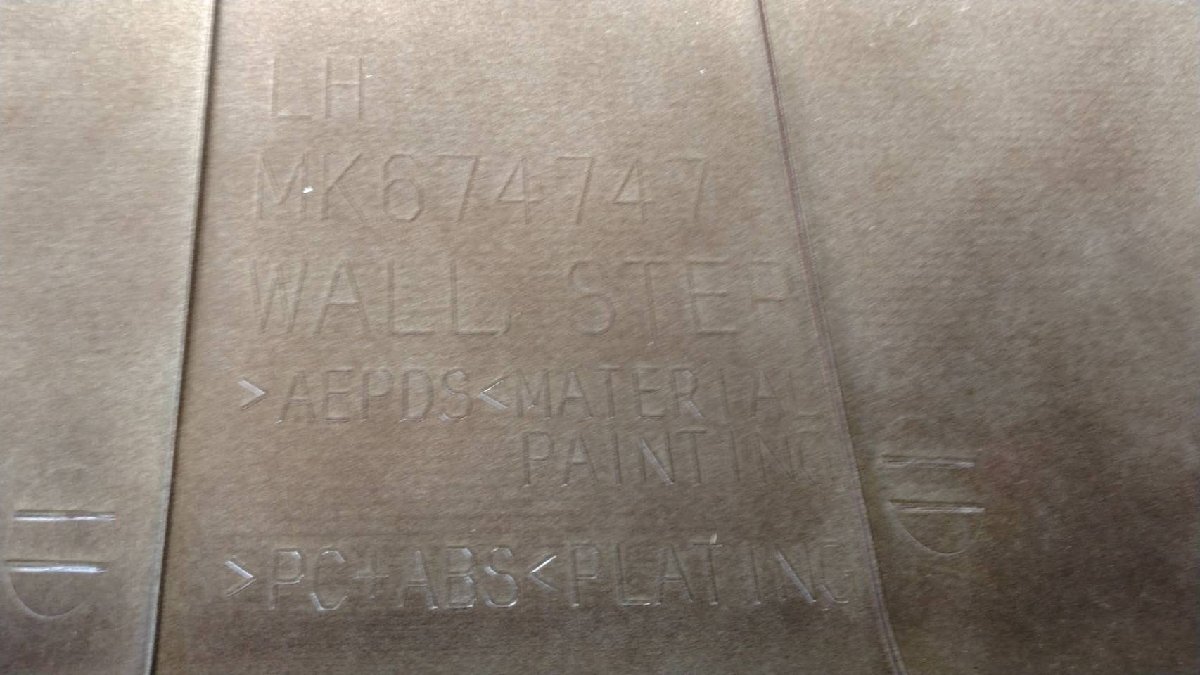 LH
MK674747
WALL, STEP
>AEPDS<MATERIAL
PAINTING
>PC+ABS<PLATING